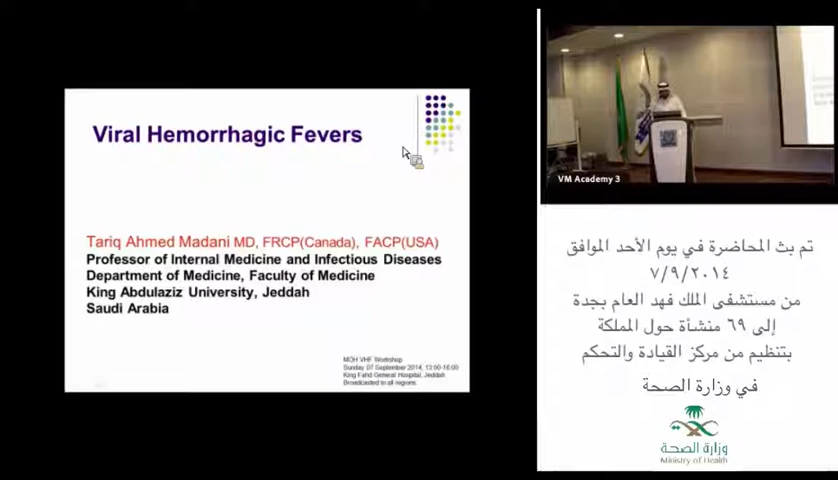 Viral Hemorrhagic Fevers
Tariq Ahmed Madani MD, FRCP(Canada), FACP(USA)
Professor of Internal Medicine and Infectious Diseases
Department of Medicine, Faculty of Medicine
King Abdulaziz University, Jeddah
Saudi Arabia
MOH VHF Workshop
Sunday 07 September 2014, 13:00-16:00
King Fahd General Hospital, Jeddah
Broadcasted to all regions.
VM Academy 3
تم بث المحاضرة في يوم الأحد الموافق
٧/٩/٢٠١٤
من مستشفى الملك فهد العام بجدة
إلى ٦٩ منشأة حول المملكة
بتنظيم من مركز القيادة والتحكم
في وزارة الصحة
وزارة الصحة
Ministry of Health